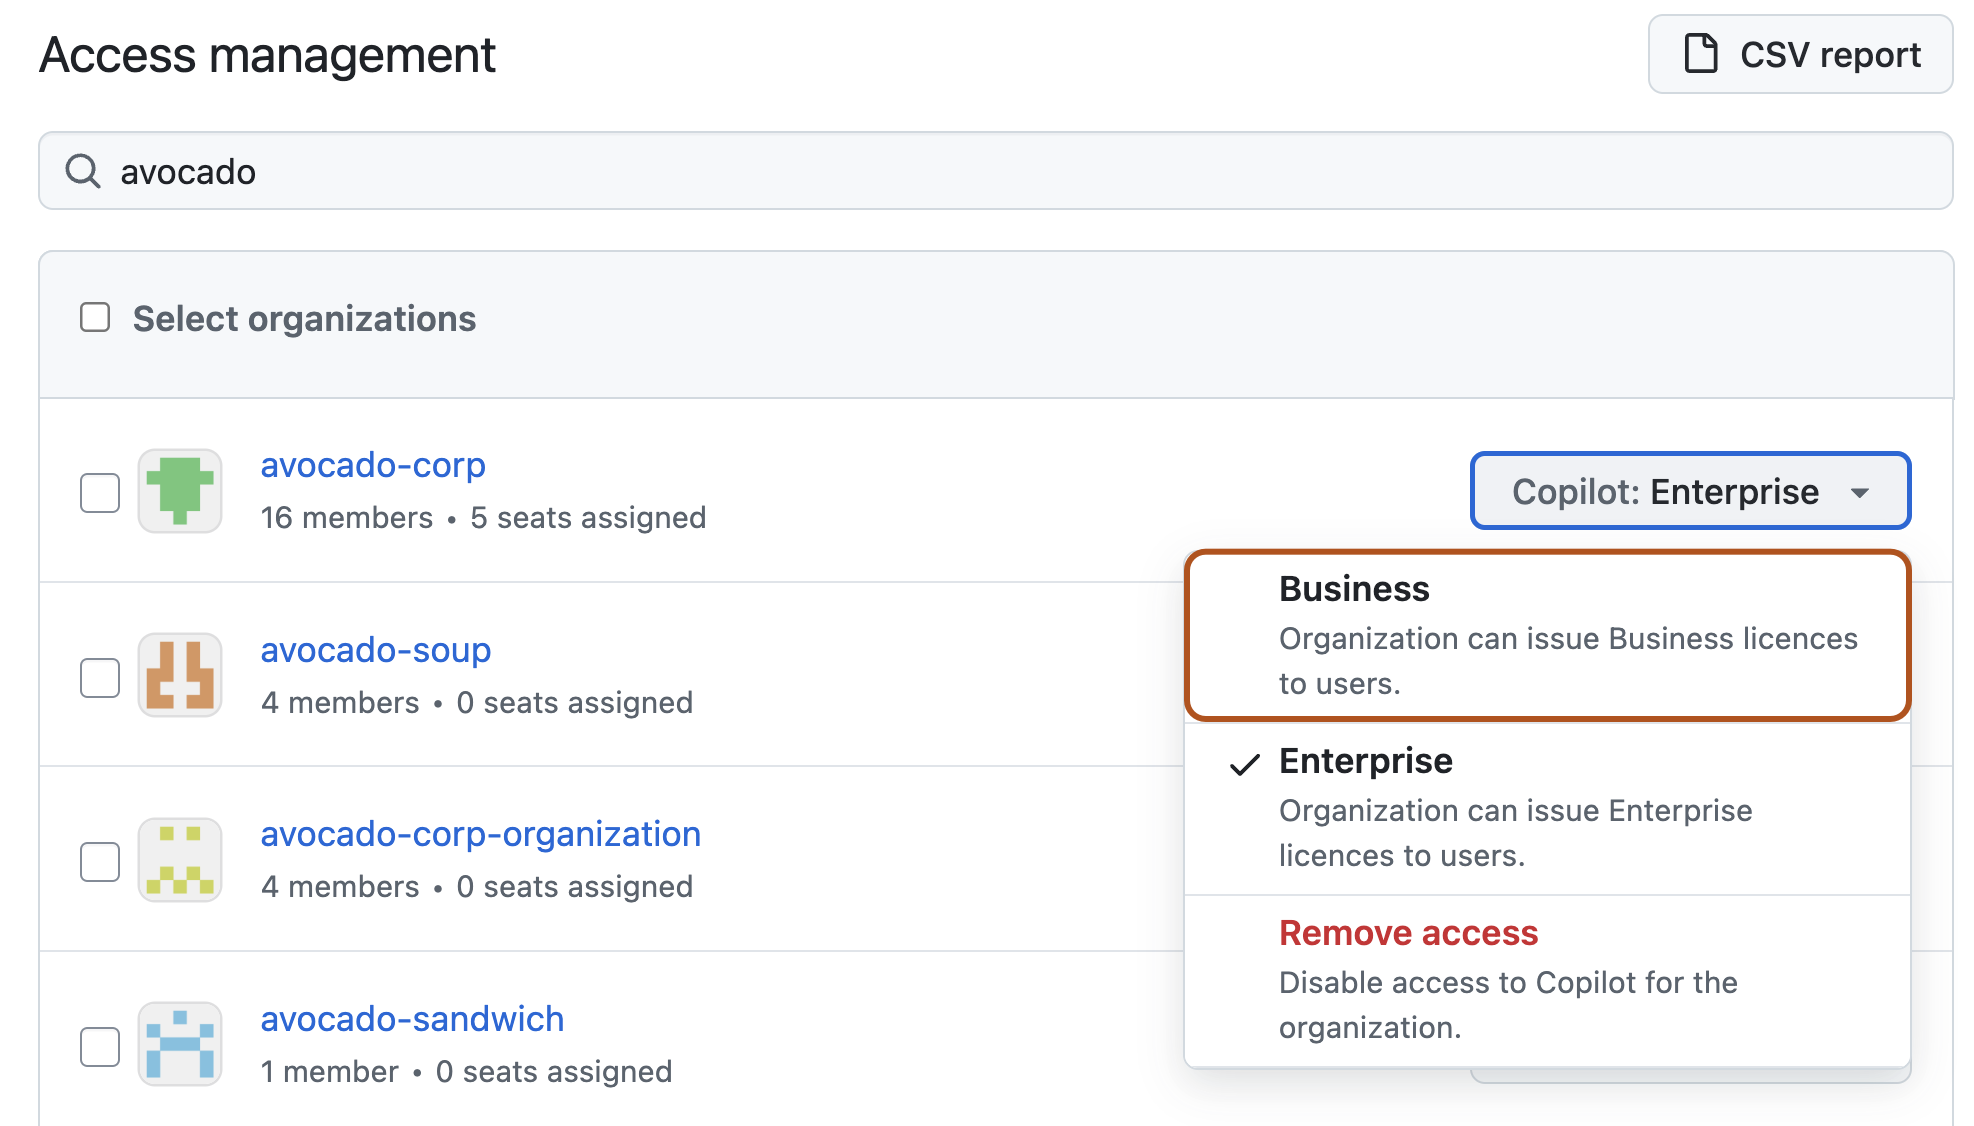 Access management
CSV report
avocado
Select organizations
avocado-corp
16 members • 5 seats assigned
Copilot: Enterprise
Business
Organization can issue Business licences
to users.
avocado-soup
4 members • 0 seats assigned
Enterprise
Organization can issue Enterprise
licences to users.
avocado-corp-organization
4 members • 0 seats assigned
Remove access
Disable access to Copilot for the
organization.
avocado-sandwich
1 member • 0 seats assigned